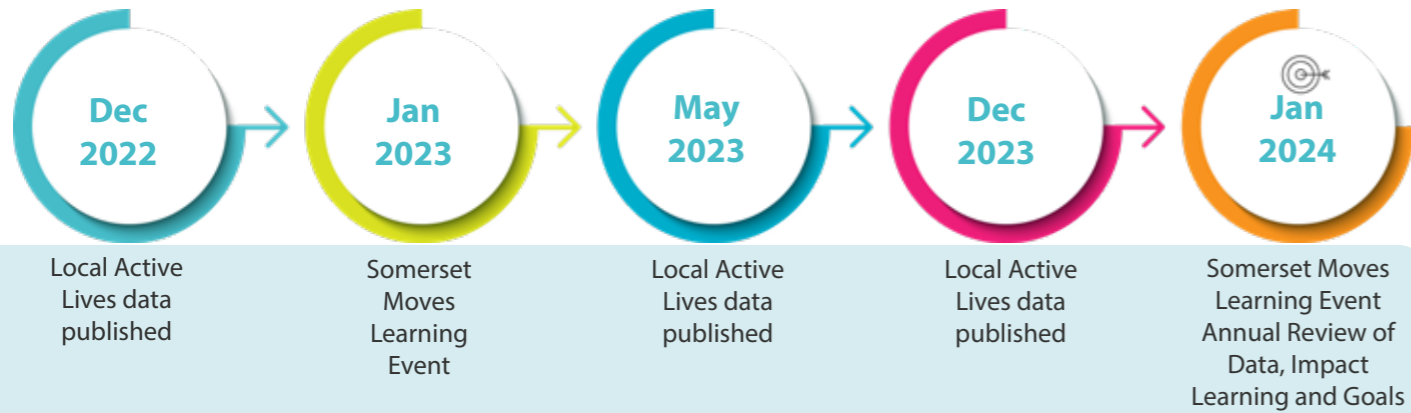 Dec
2022
Jan
2023
May
2023
Dec
2023
Jan
2024
Local Active
Lives data
published
Somerset
Moves
Learning
Event
Local Active
Lives data
published
Local Active
Lives data
published
Somerset Moves
Learning Event
Annual Review of
Data, Impact
Learning and Goals